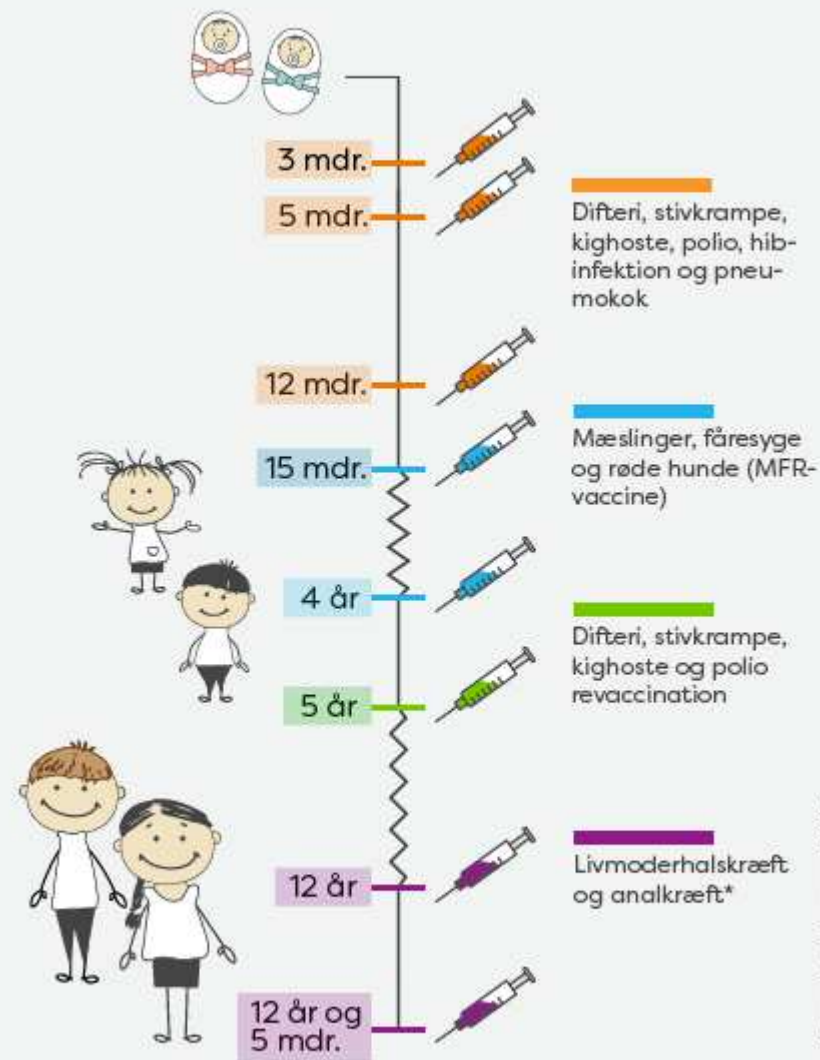 3 mdr.
5 mdr.
Difteri, stivkrampe,
kighoste, polio, hib-
infektion og pneu-
mokok
12 mdr.
15 mdr.
Mæslinger, fåresyge
og røde hunde (MFR-
vaccine)
4 år
5 år
Difteri, stivkrampe,
kighoste og polio
revaccination
12 år
Livmoderhalskræft
og analkræft*
12 år og
5 mdr.